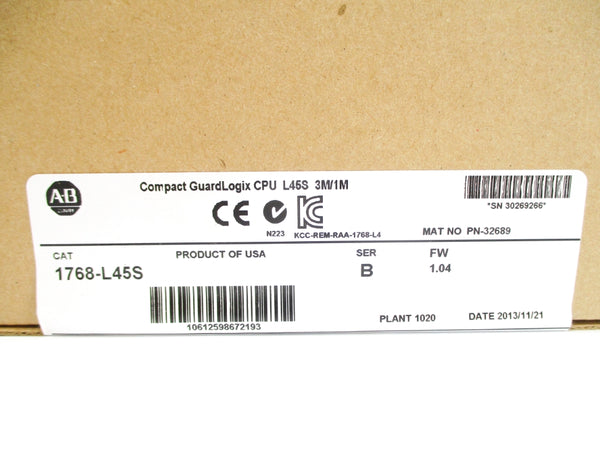 A-B
Compact GuardLogix CPU L45S 3M/1M
*SN 30269266*
CE
N223
KCC-REM-RAA-1768-L4
MAT NO PN-32689
CAT
1768-L45S
PRODUCT OF USA
SER
B
FW
1.04
10612598672193
PLANT 1020
DATE 2013/11/21